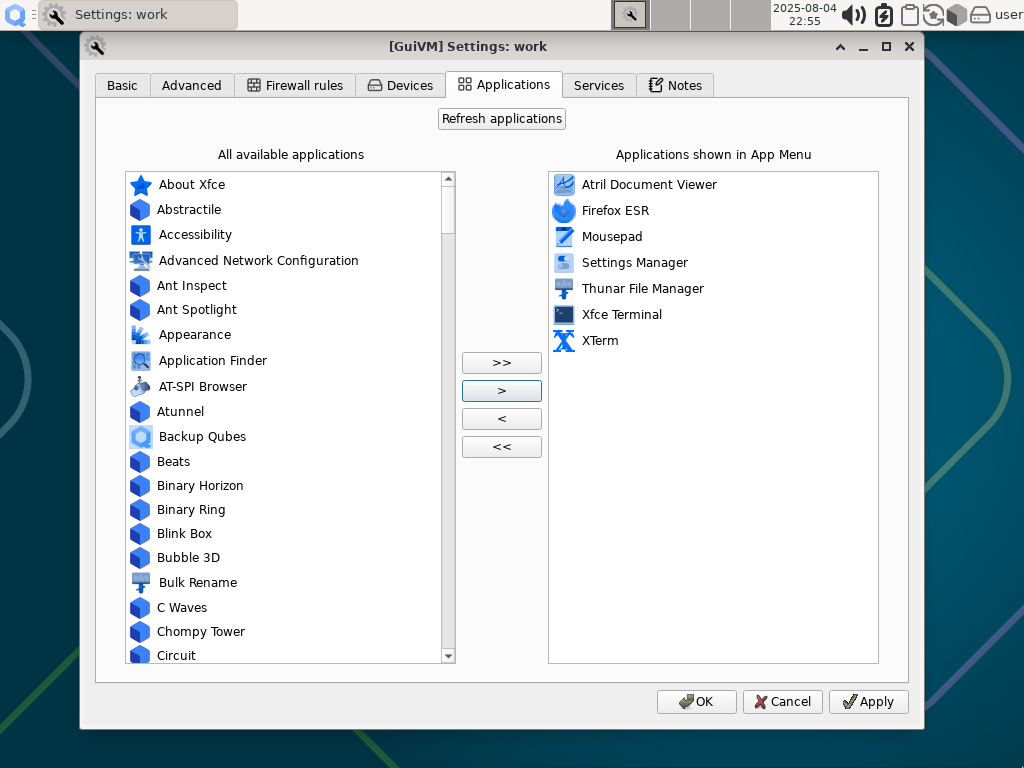 Settings: work
2025-08-04
22:55
user
[GuiVM] Settings: work
Basic
Advanced
Firewall rules
Devices
Applications
Services
Notes
Refresh applications
All available applications
About Xfce
Abstractile
Accessibility
Advanced Network Configuration
Ant Inspect
Ant Spotlight
Appearance
Application Finder
AT-SPI Browser
Atunnel
Backup Qubes
Beats
Binary Horizon
Binary Ring
Blink Box
Bubble 3D
Bulk Rename
C Waves
Chompy Tower
Circuit
>>
>
<
<<
Applications shown in App Menu
Atril Document Viewer
Firefox ESR
Mousepad
Settings Manager
Thunar File Manager
Xfce Terminal
XTerm
OK
Cancel
Apply